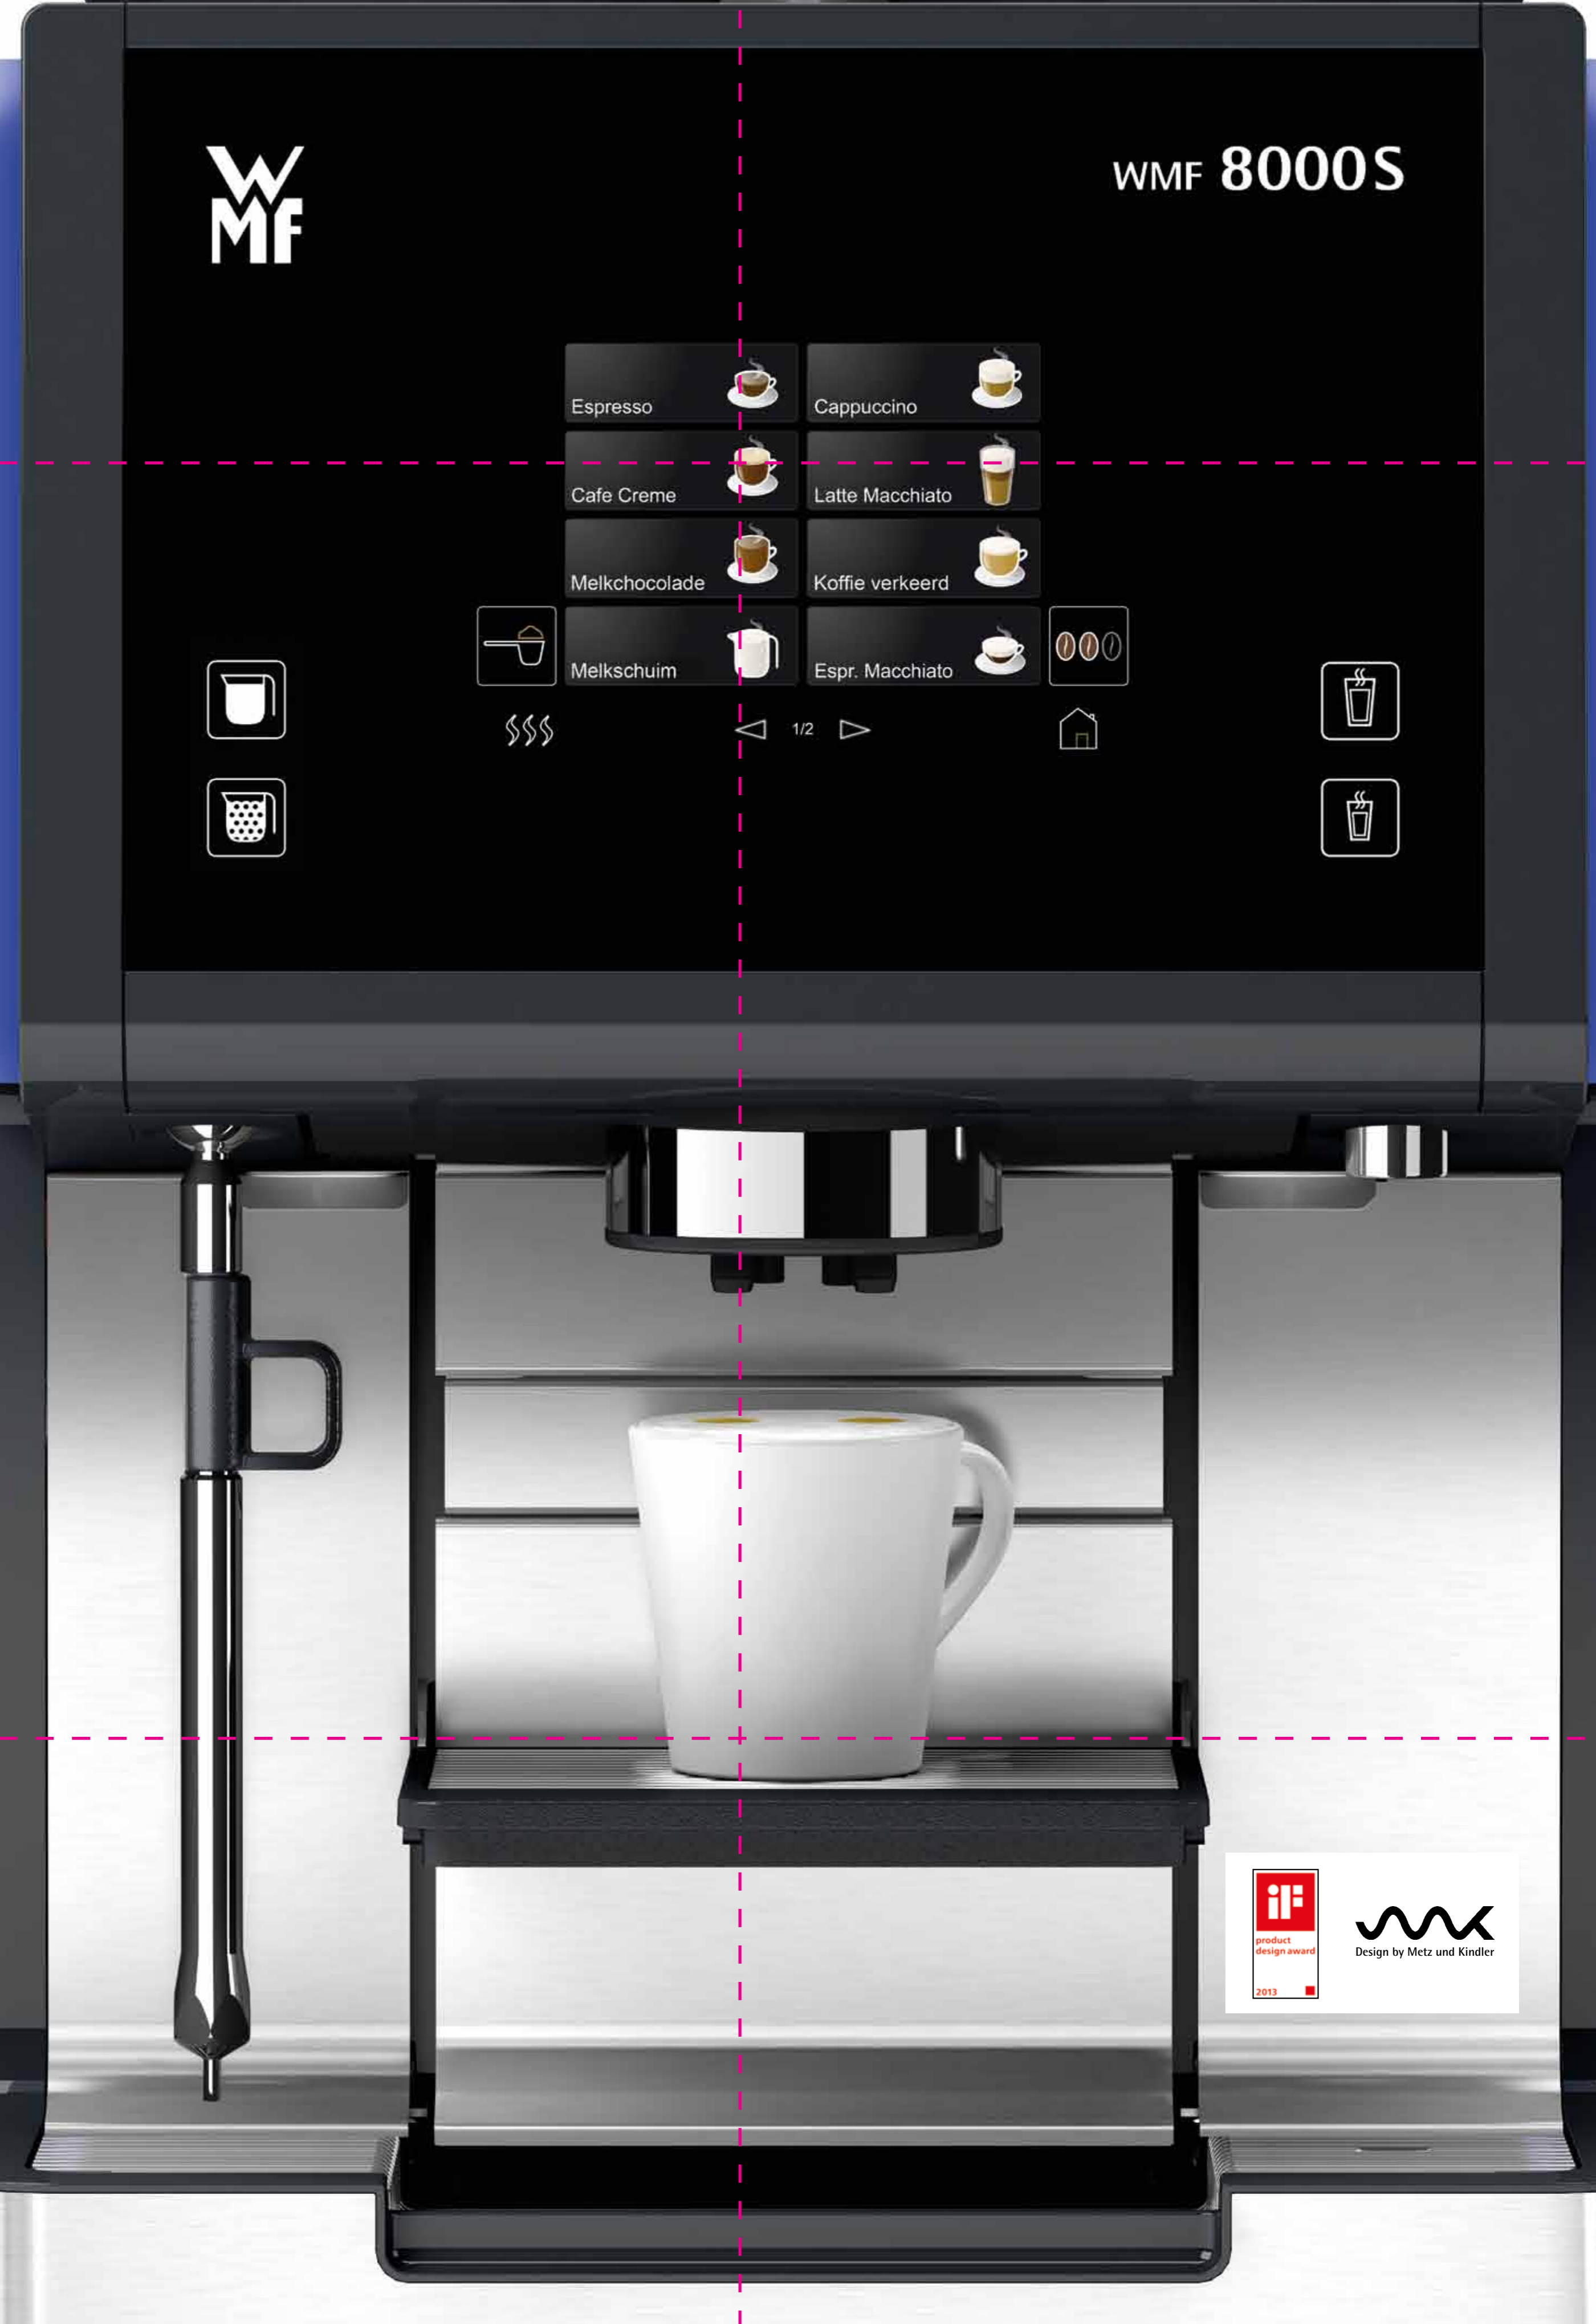 WMF
WMF 8000S
Espresso
Cappuccino
Cafe Creme
Latte Macchiato
Melkchocolade
Koffie verkeerd
Melkschuim
Espr. Macchiato
1/2
iF
product
design award
2013
Design by Metz und Kindler